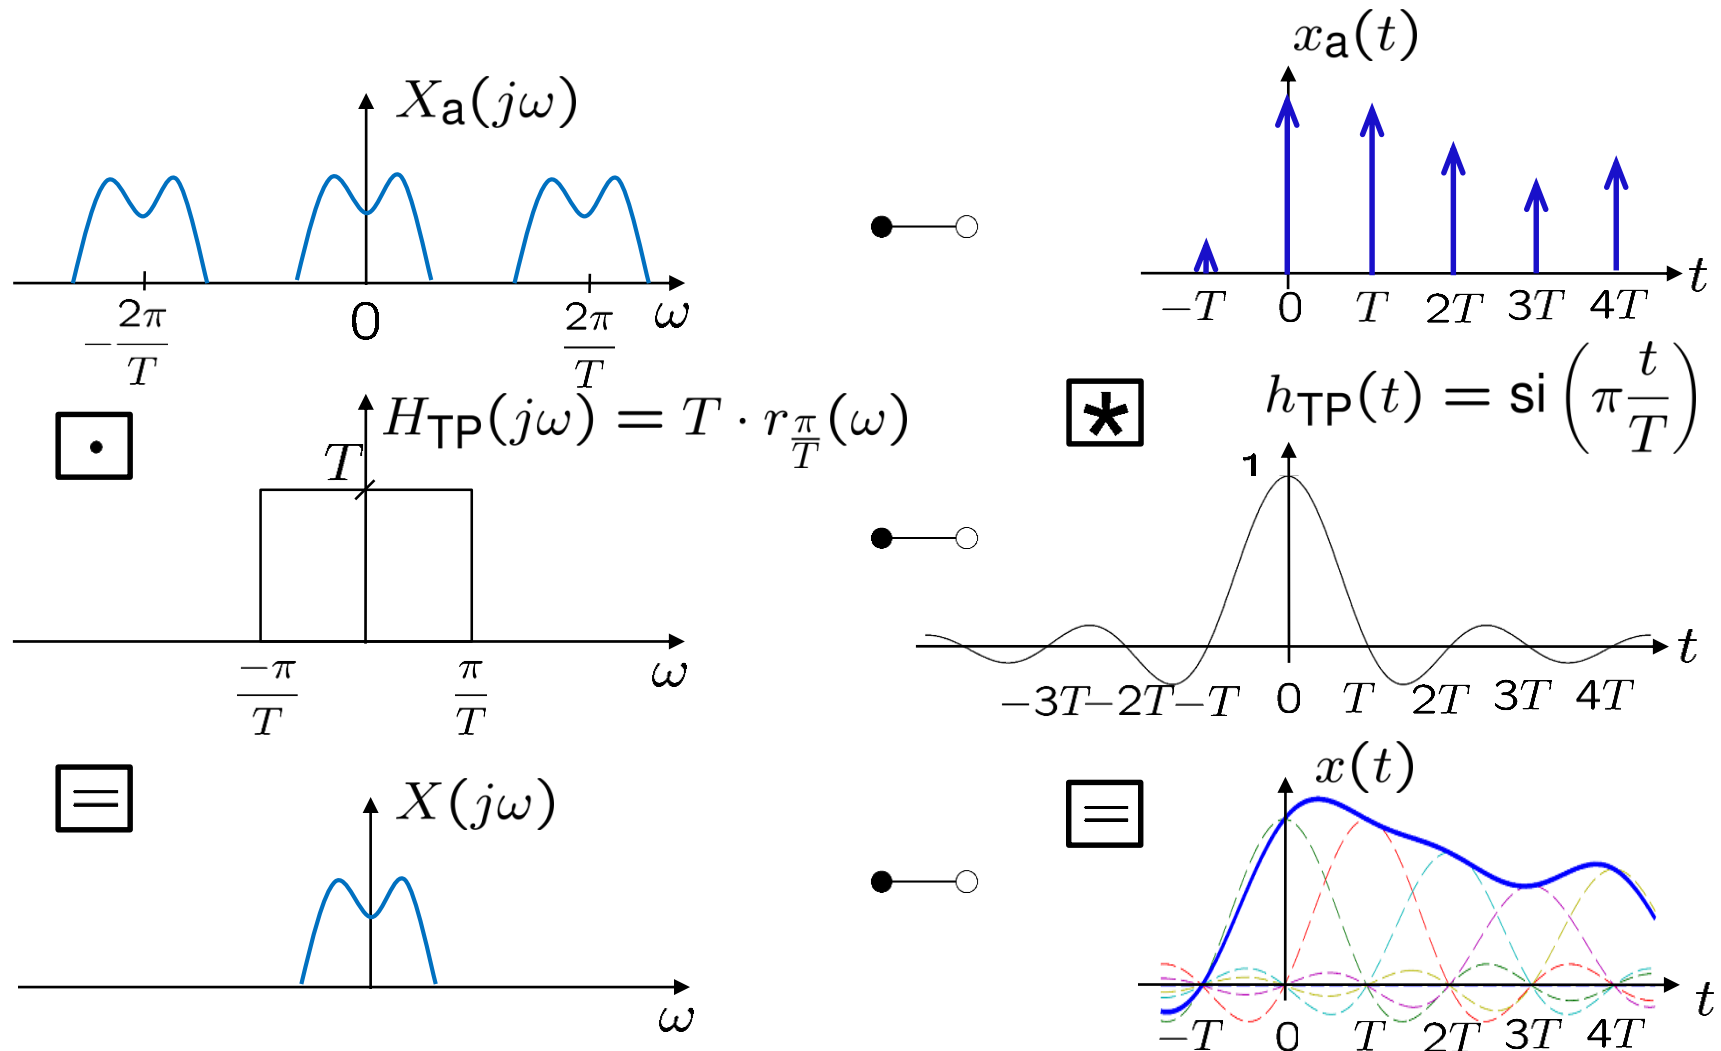 X_a(jω)
−2π/T 0 2π/T ω
x_a(t)
−T 0 T 2T 3T 4T t
·
H_TP(jω) = T · r_{π/T}(ω)
T
−π/T π/T ω
*
h_TP(t) = si(π t/T)
1
−3T −2T −T 0 T 2T 3T 4T t
=
X(jω)
ω
=
x(t)
−T 0 T 2T 3T 4T t